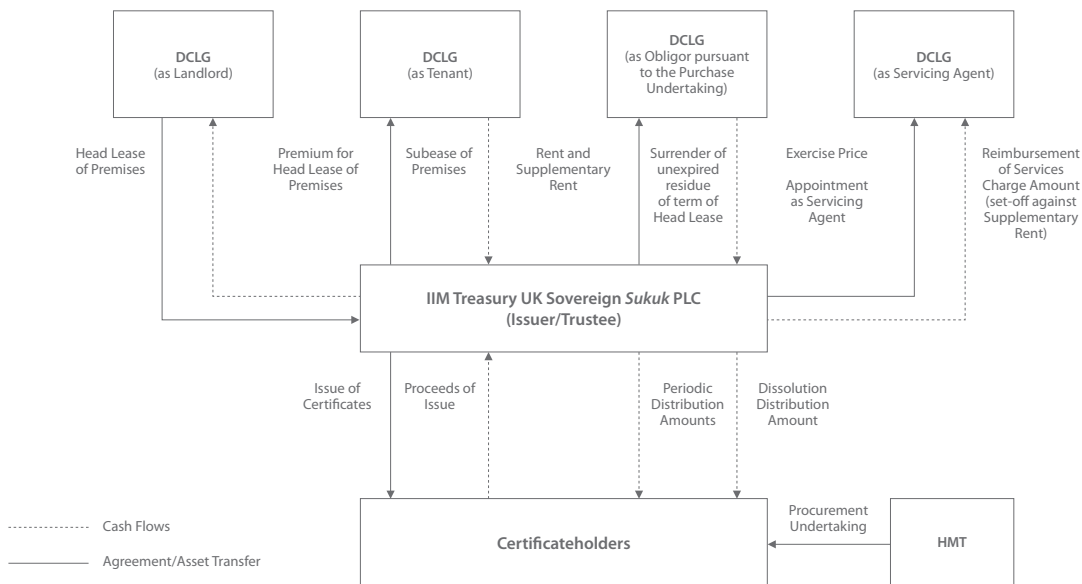 DCLG
(as Landlord)
DCLG
(as Tenant)
DCLG
(as Obligor pursuant
to the Purchase
Undertaking)
DCLG
(as Servicing Agent)
Head Lease
of Premises
Premium for
Head Lease of
Premises
Subease of
Premises
Rent and
Supplementary
Rent
Surrender of
unexpired
residue
of term of
Head Lease
Exercise Price
Appointment
as Servicing
Agent
Reimbursement
of Services
Charge Amount
(set-off against
Supplementary
Rent)
IIM Treasury UK Sovereign Sukuk PLC
(Issuer/Trustee)
Issue of
Certificates
Proceeds of
Issue
Periodic
Distribution
Amounts
Dissolution
Distribution
Amount
Procurement
Undertaking
Certificateholders
HMT
Cash Flows
Agreement/Asset Transfer